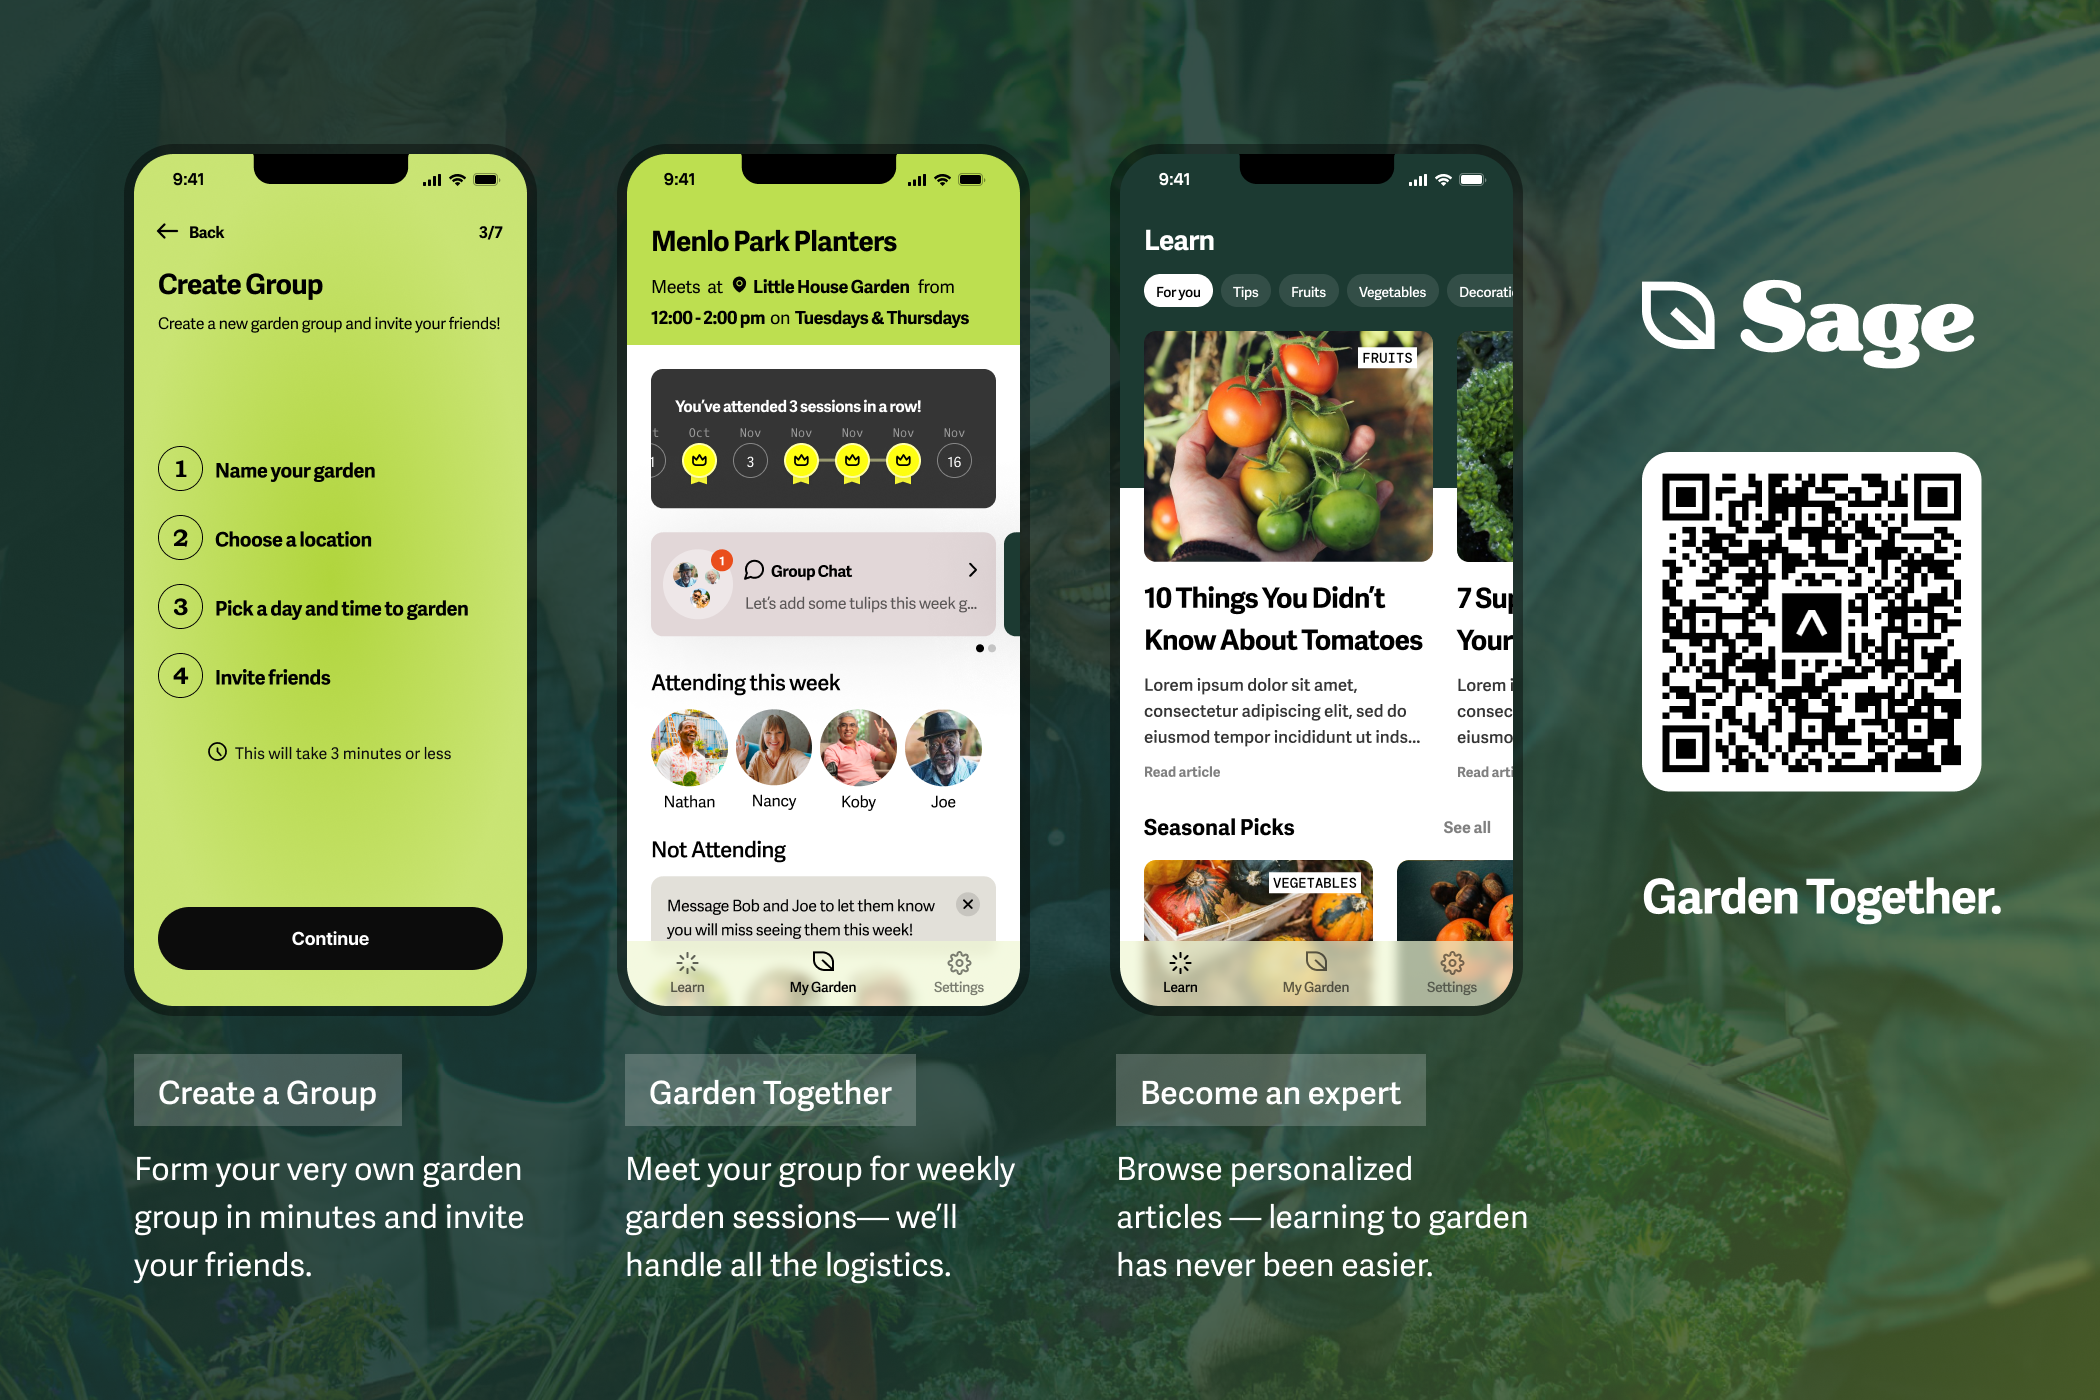 9:41
Back
3/7
Create Group
Create a new garden group and invite your friends!
1 Name your garden
2 Choose a location
3 Pick a day and time to garden
4 Invite friends
This will take 3 minutes or less
Continue
Create a Group
Form your very own garden
group in minutes and invite
your friends.
9:41
Menlo Park Planters
Meets at Little House Garden from
12:00 - 2:00 pm on Tuesdays & Thursdays
You've attended 3 sessions in a row!
t Oct Nov Nov Nov Nov Nov
1 3 16
1
Group Chat
Let's add some tulips this week g...
Attending this week
Nathan Nancy Koby Joe
Not Attending
Message Bob and Joe to let them know
you will miss seeing them this week!
Learn My Garden Settings
Garden Together
Meet your group for weekly
garden sessions— we'll
handle all the logistics.
9:41
Learn
For you Tips Fruits Vegetables Decorati
FRUITS
10 Things You Didn't
Know About Tomatoes
Lorem ipsum dolor sit amet,
consectetur adipiscing elit, sed do
eiusmod tempor incididunt ut inds...
Read article
7 Sup
Your
Lorem i
consec
eiusmo
Read arti
Seasonal Picks
See all
VEGETABLES
Learn My Garden Settings
Become an expert
Browse personalized
articles — learning to garden
has never been easier.
Sage
Garden Together.